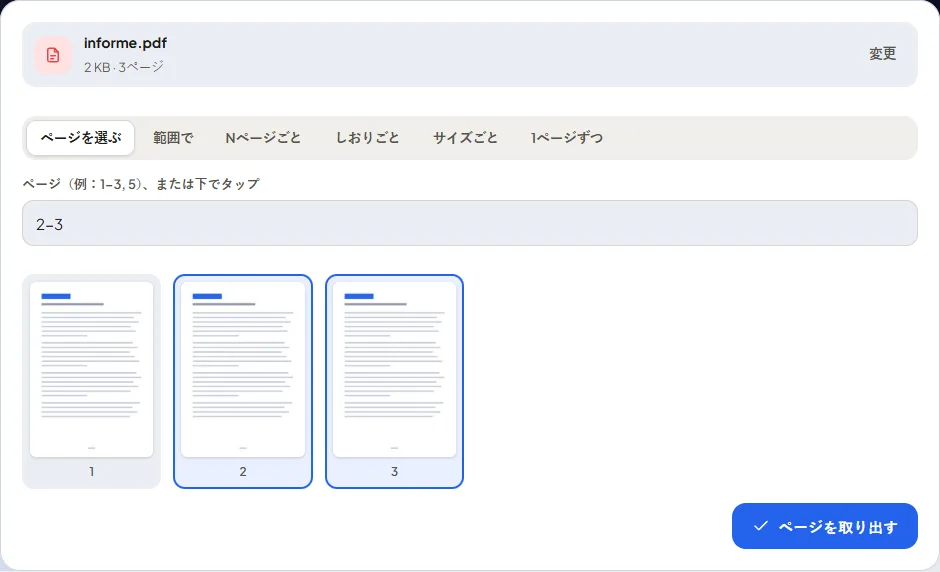 informe.pdf
2 KB · 3ページ
変更
ページを選ぶ
範囲で
Nページごと
しおりごと
サイズごと
1ページずつ
ページ（例：1–3, 5）、または下でタップ
2–3
1
2
3
ページを取り出す